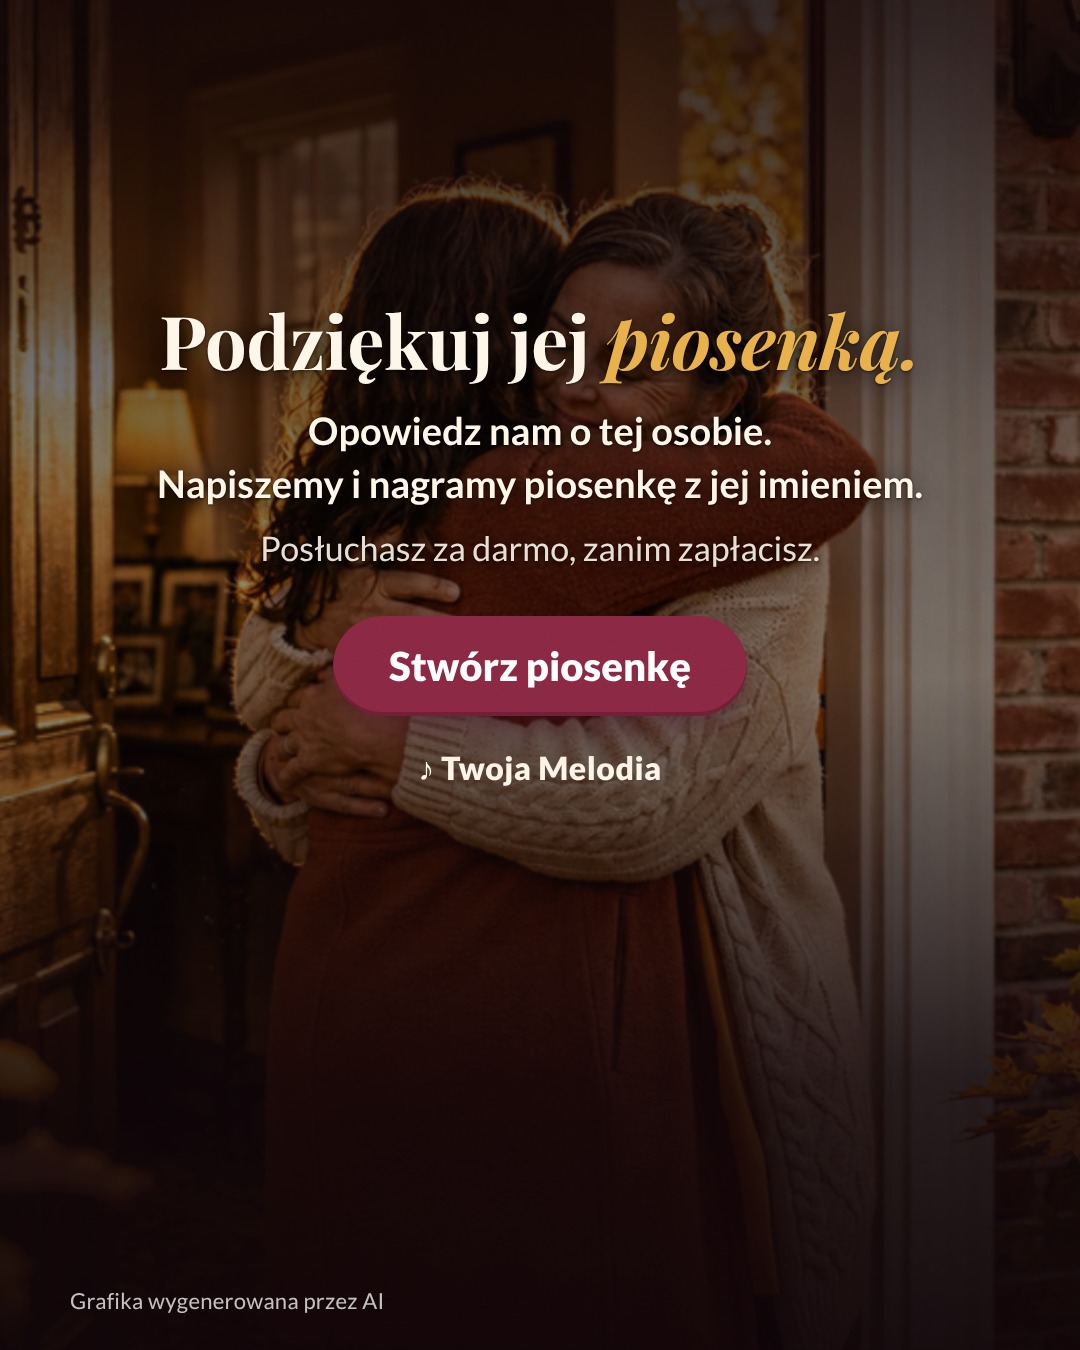 Podziękuj jej piosenką.
Opowiedz nam o tej osobie.
Napiszemy i nagramy piosenkę z jej imieniem.
Posłuchasz za darmo, zanim zapłacisz.
Stwórz piosenkę
♪ Twoja Melodia
Grafika wygenerowana przez AI